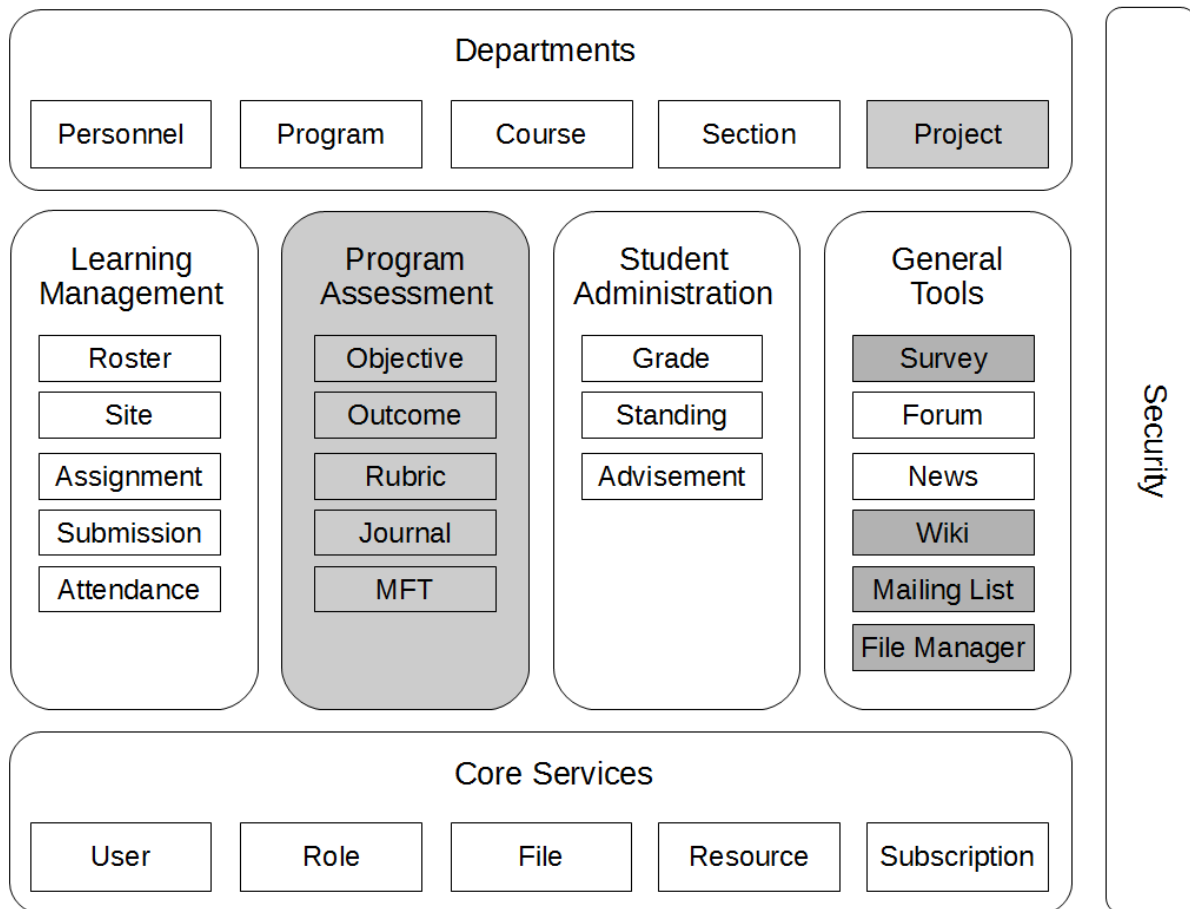 Departments
Personnel
Program
Course
Section
Project
Learning
Management
Roster
Site
Assignment
Submission
Attendance
Program
Assessment
Objective
Outcome
Rubric
Journal
MFT
Student
Administration
Grade
Standing
Advisement
General
Tools
Survey
Forum
News
Wiki
Mailing List
File Manager
Core Services
User
Role
File
Resource
Subscription
Security